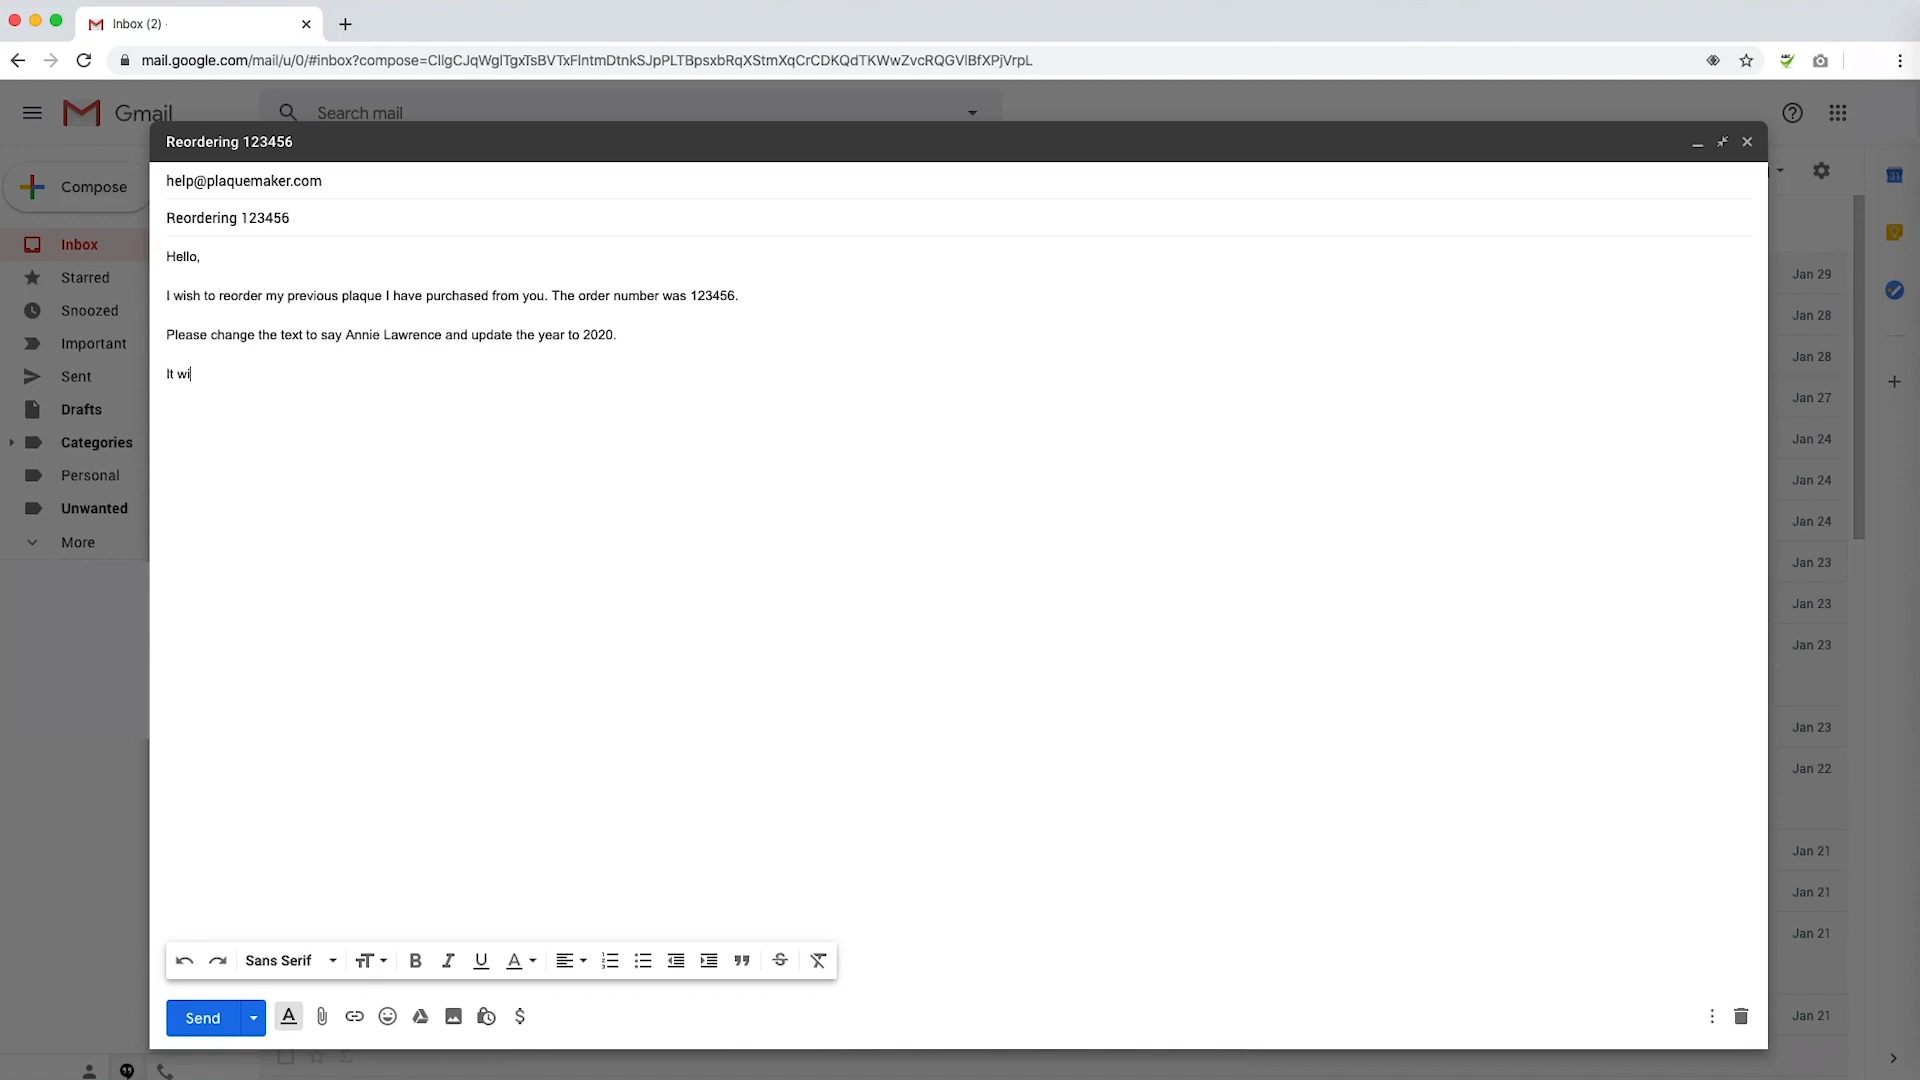 Inbox (2)
mail.google.com/mail/u/0/#inbox?compose=CllgCJqWglTgxTsBVTxFlntmDtnkSJpPLTBpsxbRqXStmXqCrCDKQdTKWwZvcRQGVlBfXPjVrpL
Gmail
Search mail
Reordering 123456
Compose
help@plaquemaker.com
Reordering 123456
Hello,
Inbox
Starred
Jan 29
I wish to reorder my previous plaque I have purchased from you. The order number was 123456.
Snoozed
Jan 28
Please change the text to say Annie Lawrence and update the year to 2020.
Important
Jan 28
It wi
Sent
Jan 27
Drafts
Categories
Jan 24
Personal
Jan 24
Unwanted
Jan 24
More
Jan 23
Jan 23
Jan 23
Jan 23
Jan 22
Jan 21
Jan 21
Jan 21
Sans Serif
Send
Jan 21